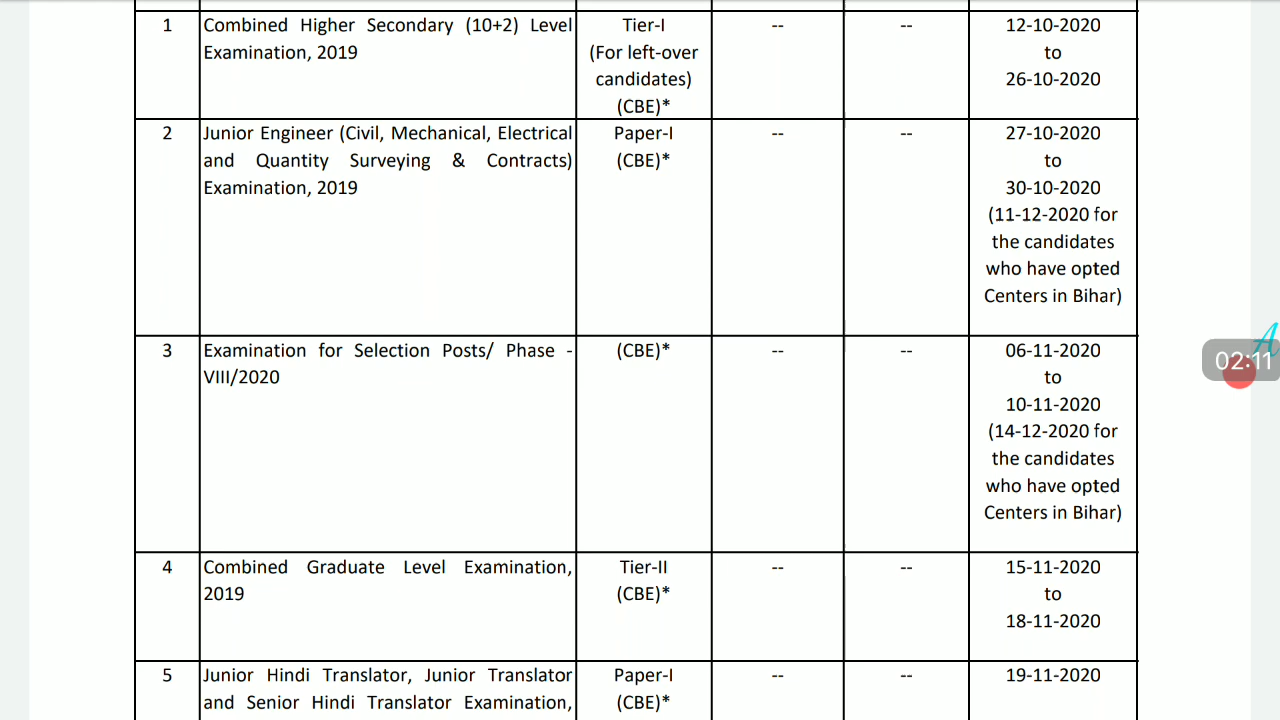 1 Combined Higher Secondary (10+2) Level Tier-I -- -- 12-10-2020
Examination, 2019 (For left-over to
candidates) 26-10-2020
(CBE)*
2 Junior Engineer (Civil, Mechanical, Electrical Paper-I -- -- 27-10-2020
and Quantity Surveying & Contracts) (CBE)* to
Examination, 2019 30-10-2020
(11-12-2020 for
the candidates
who have opted
Centers in Bihar)
3 Examination for Selection Posts/ Phase - (CBE)* -- -- 06-11-2020
VIII/2020 to
10-11-2020
(14-12-2020 for
the candidates
who have opted
Centers in Bihar)
4 Combined Graduate Level Examination, Tier-II -- -- 15-11-2020
2019 (CBE)* to
18-11-2020
5 Junior Hindi Translator, Junior Translator Paper-I -- -- 19-11-2020
and Senior Hindi Translator Examination, (CBE)*
A
02:11